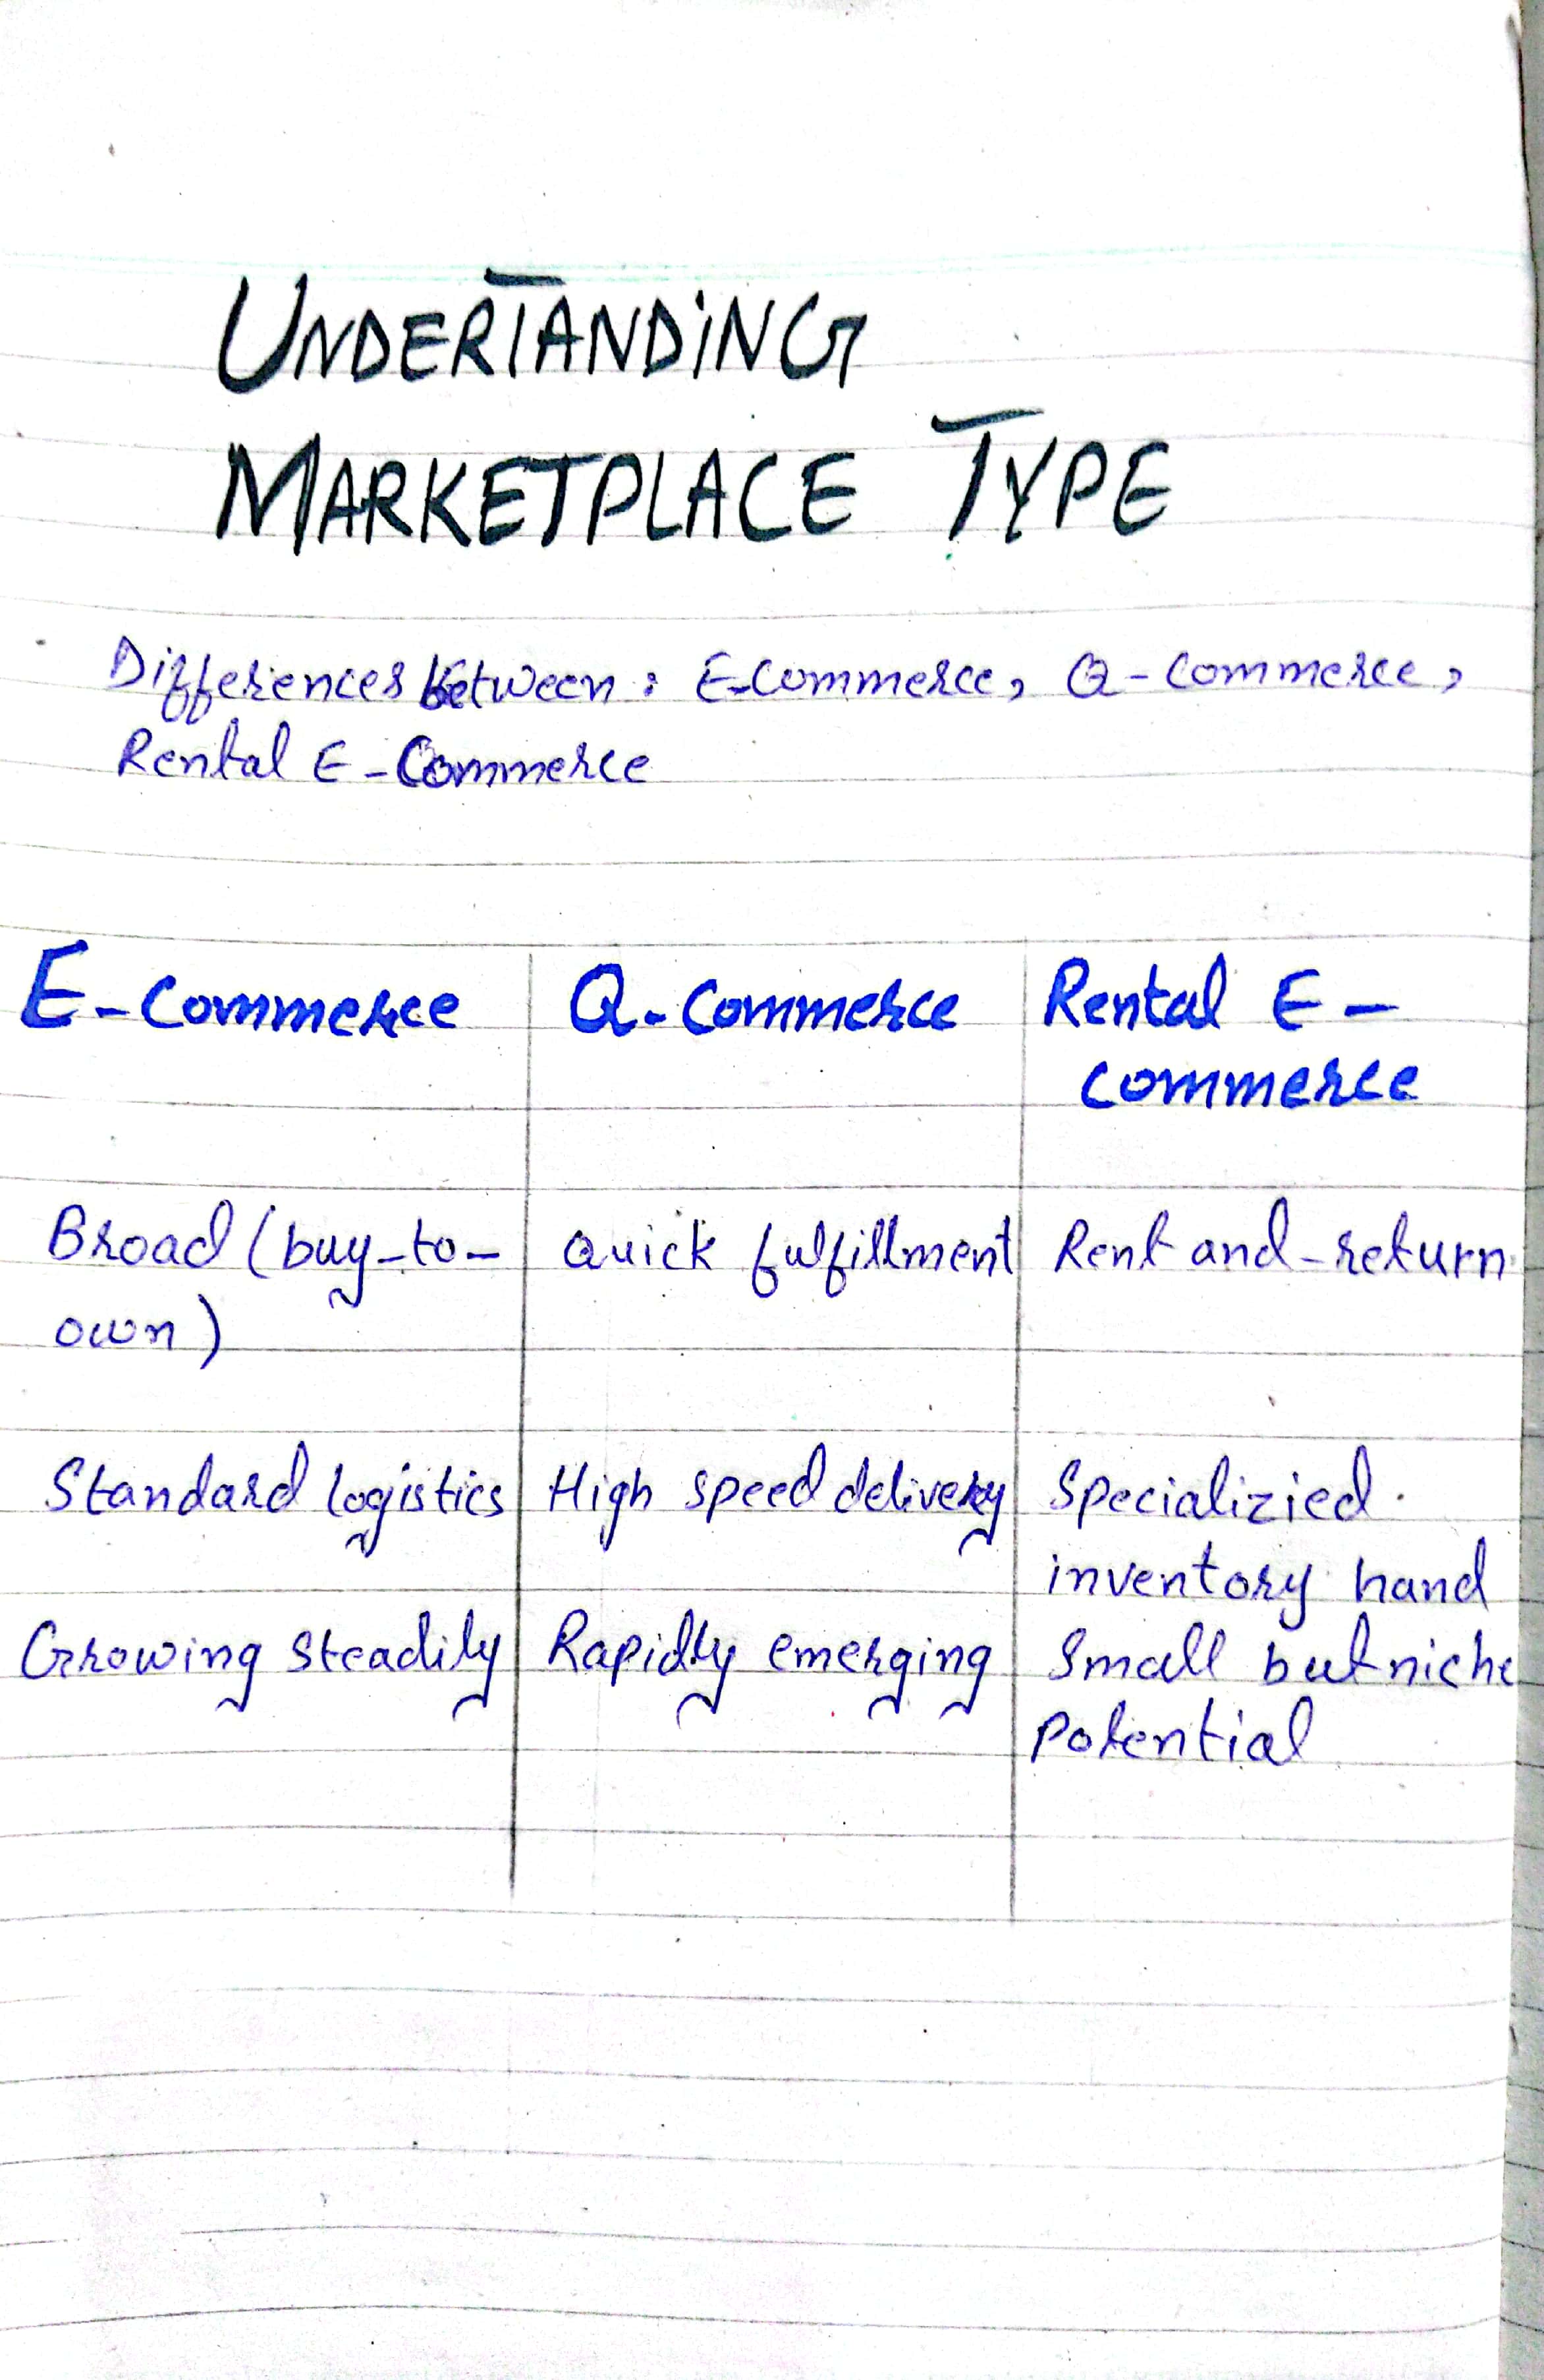 UNDERTANDING
MARKETPLACE TYPE
Differences between : E-Commerce, Q-Commerce,
Rental E-Commerce
E-Commerce Q-Commerce Rental E-
commerce
Broad (buy-to- Quick fulfillment Rent and-return
own)
Standard logistics High speed delivery Specializied
inventory hand
Growing steadily Rapidly emerging Small but niche
potential